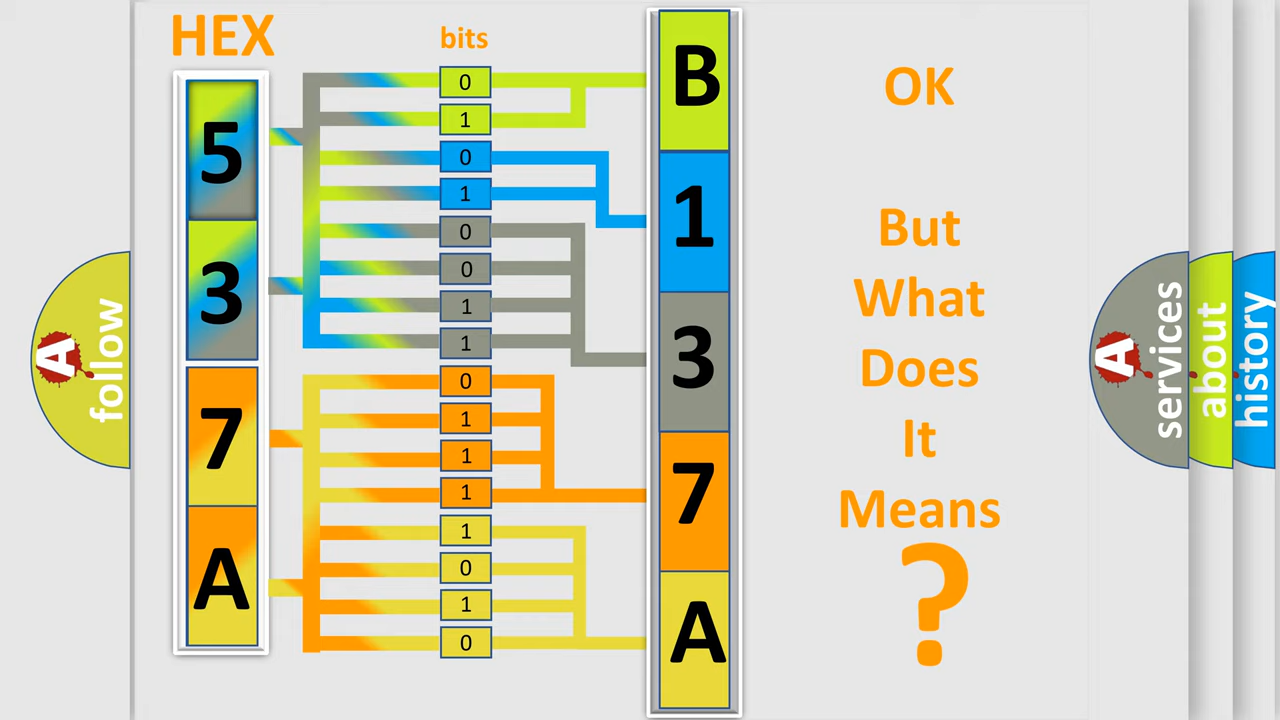 HEX
bits
5
3
7
A
0
1
0
1
0
0
1
1
0
1
1
1
1
0
1
0
B
1
3
7
A
OK
But
What
Does
It
Means
?
A
follow
A
services
about
history